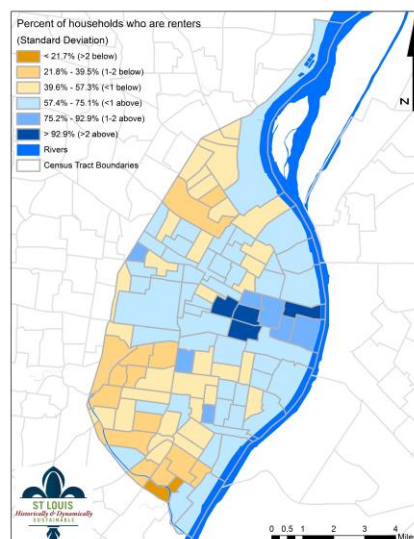 Percent of households who are renters
(Standard Deviation)
< 21.7% (>2 below)
21.8% - 39.5% (1-2 below)
39.6% - 57.3% (<1 below)
57.4% - 75.1% (<1 above)
75.2% - 92.9% (1-2 above)
> 92.9% (>2 above)
Rivers
Census Tract Boundaries
N
ST LOUIS
Historically & Dynamically
SUSTAINABLE
0 0.5 1 2 3 4
Miles